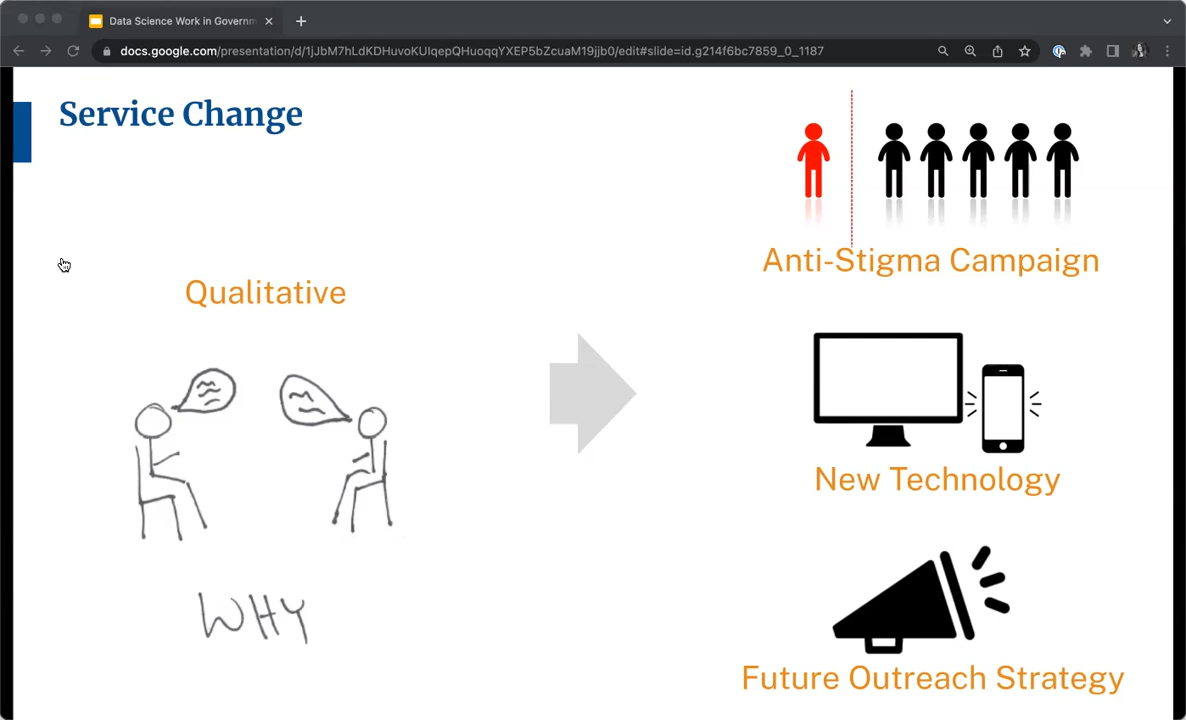 Data Science Work in Governm
docs.google.com/presentation/d/1jJbM7hLdKDHuvoKUlqepQHuoqqYXEP5bZcuaM19jjb0/edit#slide=id.g214f6bc7859_0_1187
Service Change
Anti-Stigma Campaign
Qualitative
New Technology
WHY
Future Outreach Strategy